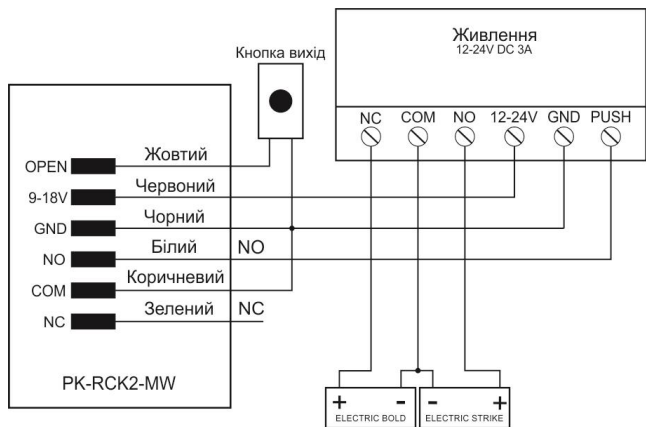 Живлення
12-24V DC 3A
Кнопка вихід
NC COM NO 12-24V GND PUSH
OPEN Жовтий
9-18V Червоний
GND Чорний
NO Білий NO
COM Коричневий
NC Зелений NC
PK-RCK2-MW
+ - - +
ELECTRIC BOLD ELECTRIC STRIKE